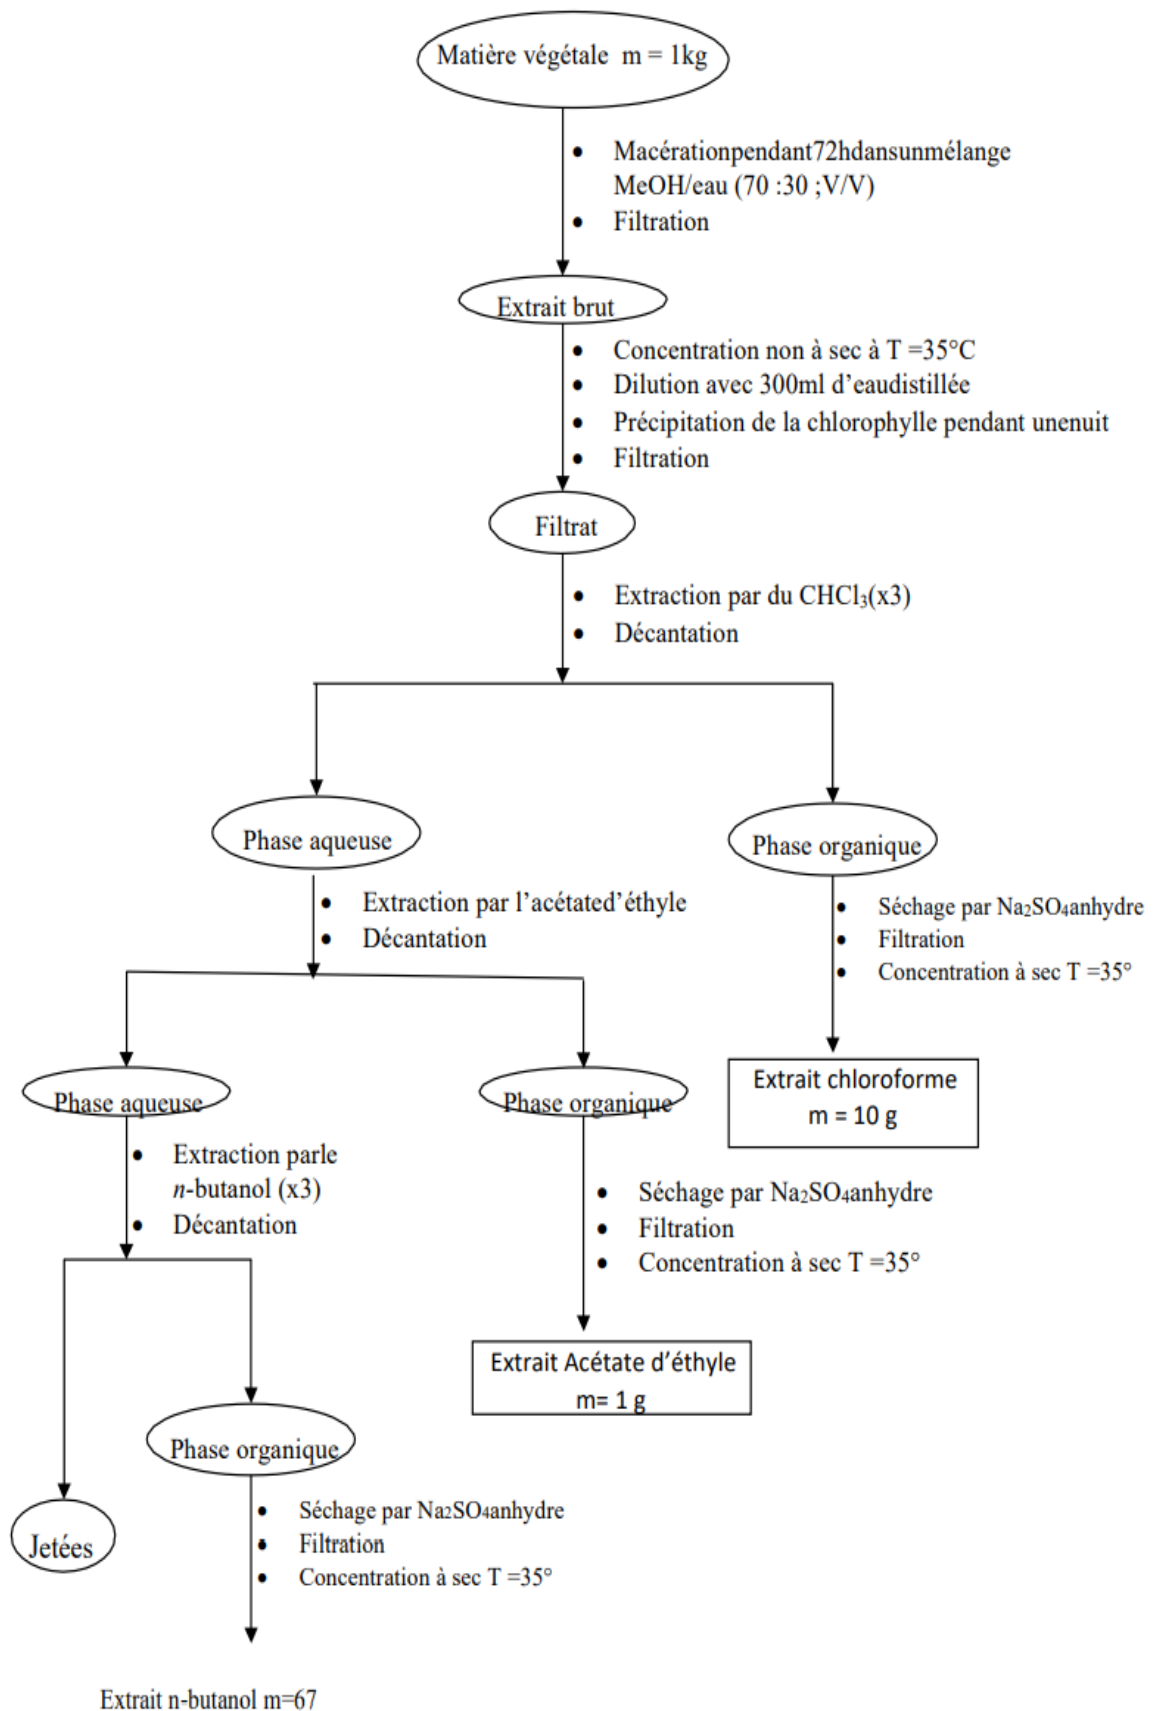 Matière végétale m = 1kg
• Macérationpendant72hdansunmélange
MeOH/eau (70 :30 ;V/V)
• Filtration
Extrait brut
• Concentration non à sec à T =35°C
• Dilution avec 300ml d’eaudistillée
• Précipitation de la chlorophylle pendant unenuit
• Filtration
Filtrat
• Extraction par du CHCl₃(x3)
• Décantation
Phase aqueuse
Phase organique
• Extraction par l’acétated’éthyle
• Décantation
• Séchage par Na₂SO₄anhydre
• Filtration
• Concentration à sec T =35°
Phase aqueuse
Phase organique
Extrait chloroforme
m = 10 g
• Extraction parle
n-butanol (x3)
• Décantation
• Séchage par Na₂SO₄anhydre
• Filtration
• Concentration à sec T =35°
Extrait Acétate d’éthyle
m= 1 g
Phase organique
Jetées
• Séchage par Na₂SO₄anhydre
• Filtration
• Concentration à sec T =35°
Extrait n-butanol m=67